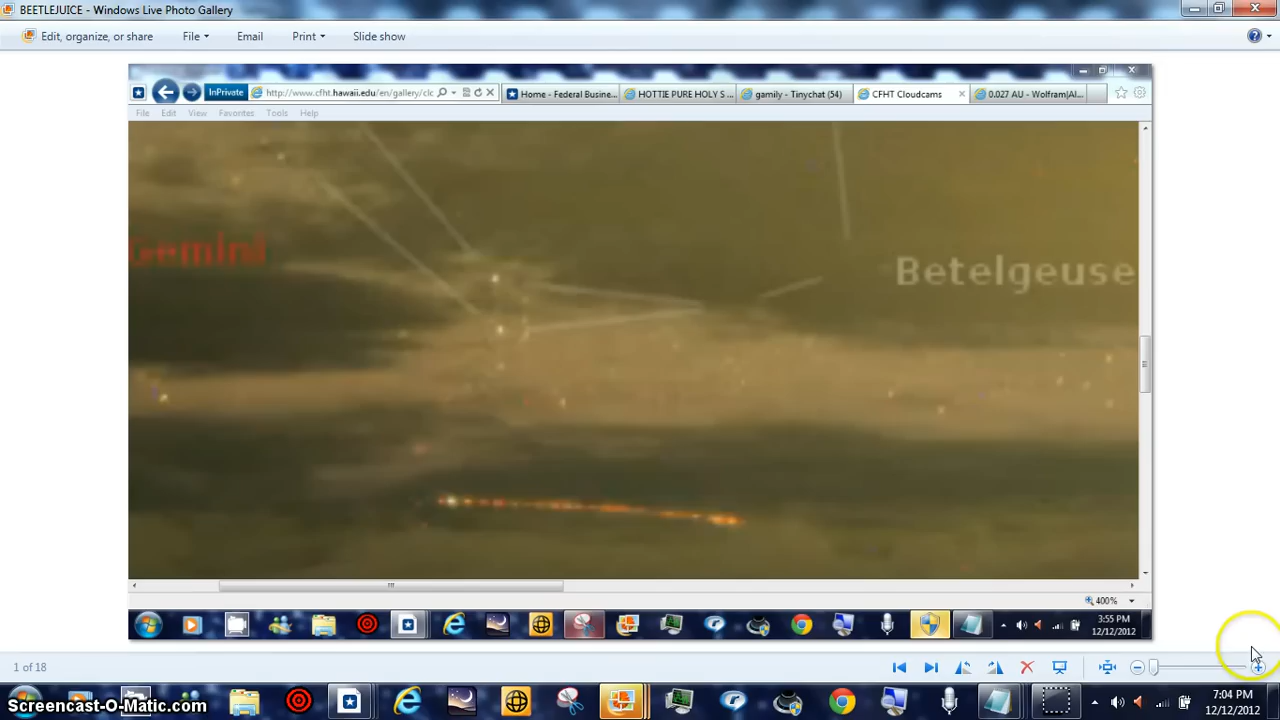 BEETLEJUICE - Windows Live Photo Gallery
Edit, organize, or share File Email Print Slide show
InPrivate http://www.cfht.hawaii.edu/en/gallery/clc Home - Federal Busine... HOTTIE PURE HOLY S ... gamily - Tinychat (54) CFHT Cloudcams 0.027 AU - Wolfram|Al...
File Edit View Favorites Tools Help
Gemini
Betelgeuse
400%
3:55 PM
12/12/2012
1 of 18
7:04 PM
12/12/2012
Screencast-O-Matic.com